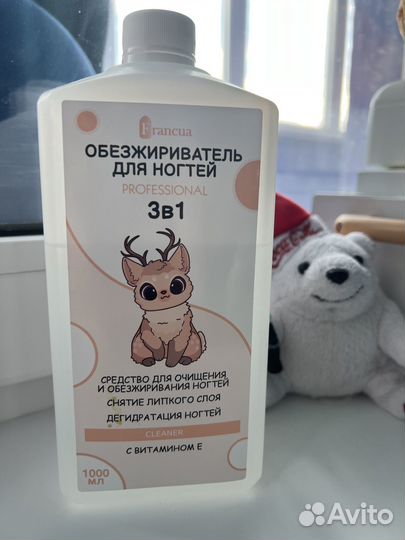 Francua
ОБЕЗЖИРИВАТЕЛЬ
ДЛЯ НОГТЕЙ
PROFESSIONAL
3в1
СРЕДСТВО ДЛЯ ОЧИЩЕНИЯ
И ОБЕЗЖИРИВАНИЯ НОГТЕЙ
СНЯТИЕ ЛИПКОГО СЛОЯ
ДЕГИДРАТАЦИЯ НОГТЕЙ
CLEANER
С ВИТАМИНОМ Е
1000
МЛ
Avito